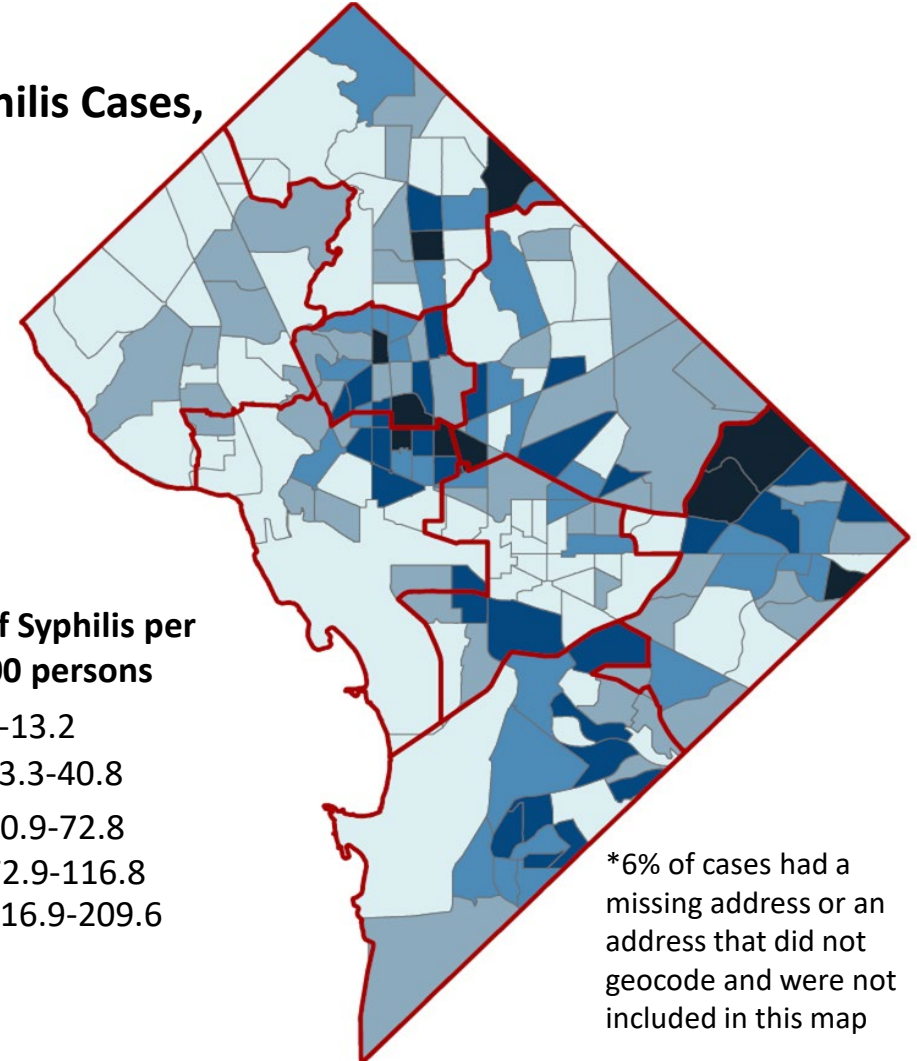 hilis Cases,
f Syphilis per
00 persons
-13.2
3.3-40.8
0.9-72.8
2.9-116.8
16.9-209.6
*6% of cases had a
missing address or an
address that did not
geocode and were not
included in this map